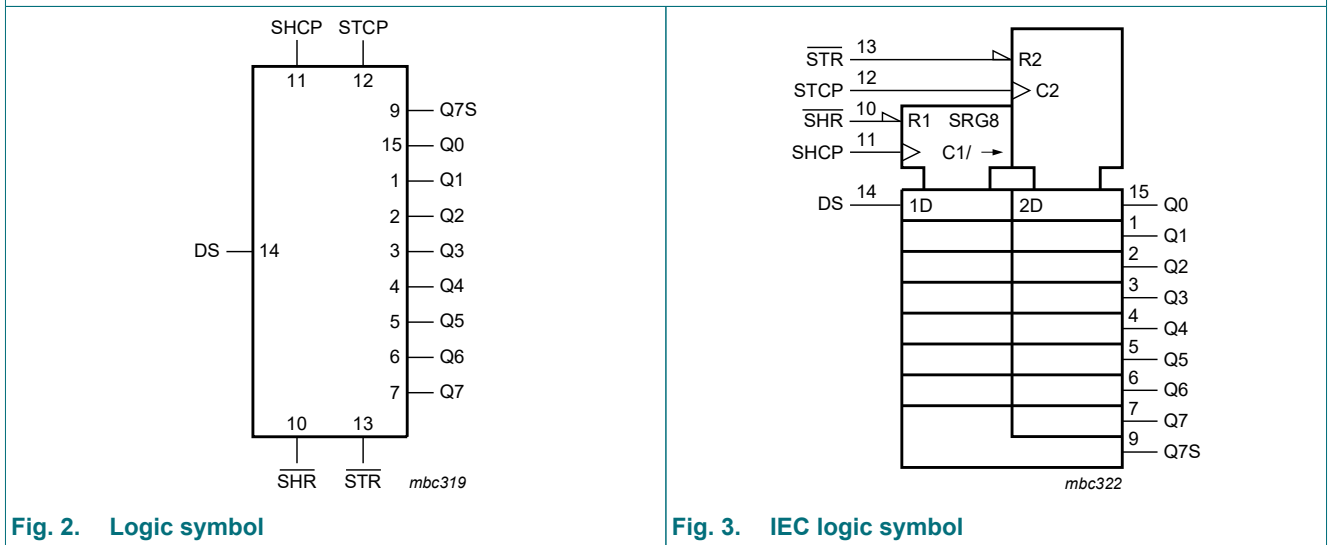 SHCP STCP
11 12
9 Q7S
15 Q0
1 Q1
2 Q2
DS 14 3 Q3
4 Q4
5 Q5
6 Q6
7 Q7
10 13
SHR STR mbc319
Fig. 2. Logic symbol
STR 13 R2
STCP 12 C2
SHR 10 R1 SRG8
SHCP 11 C1/ →
DS 14 1D 2D 15 Q0
1 Q1
2 Q2
3 Q3
4 Q4
5 Q5
6 Q6
7 Q7
9 Q7S
mbc322
Fig. 3. IEC logic symbol